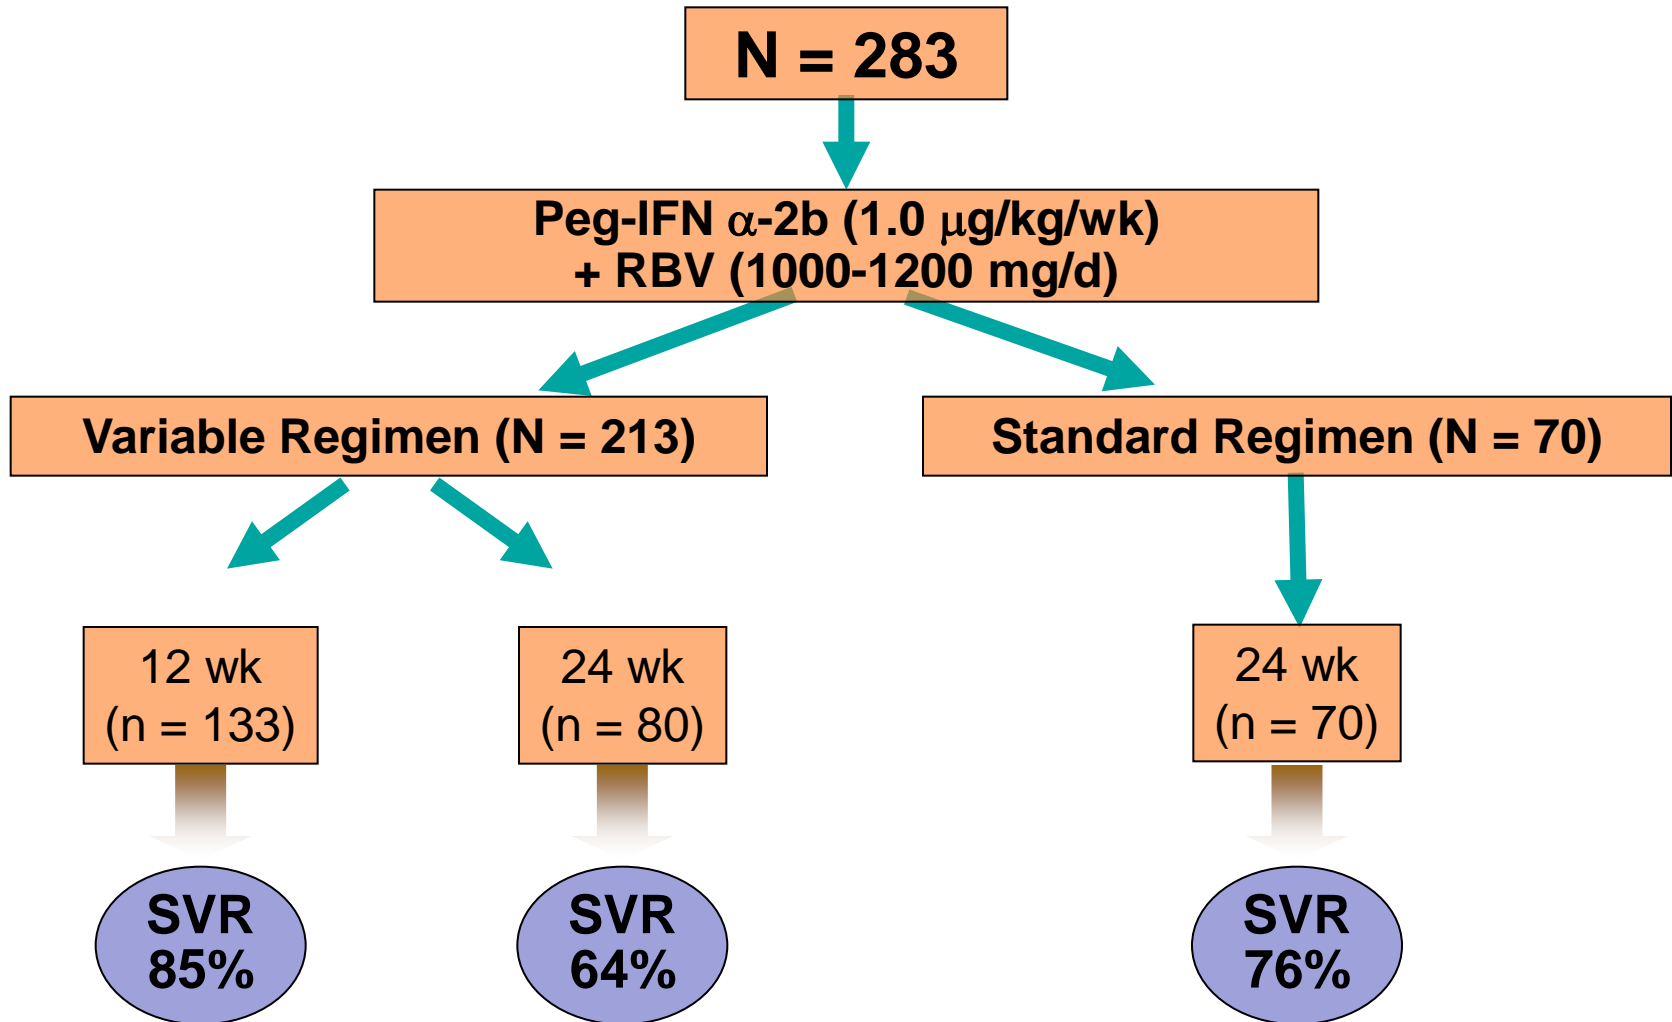 N = 283
Peg-IFN α-2b (1.0 μg/kg/wk)
+ RBV (1000-1200 mg/d)
Variable Regimen (N = 213)
Standard Regimen (N = 70)
12 wk
(n = 133)
24 wk
(n = 80)
24 wk
(n = 70)
SVR
85%
SVR
64%
SVR
76%